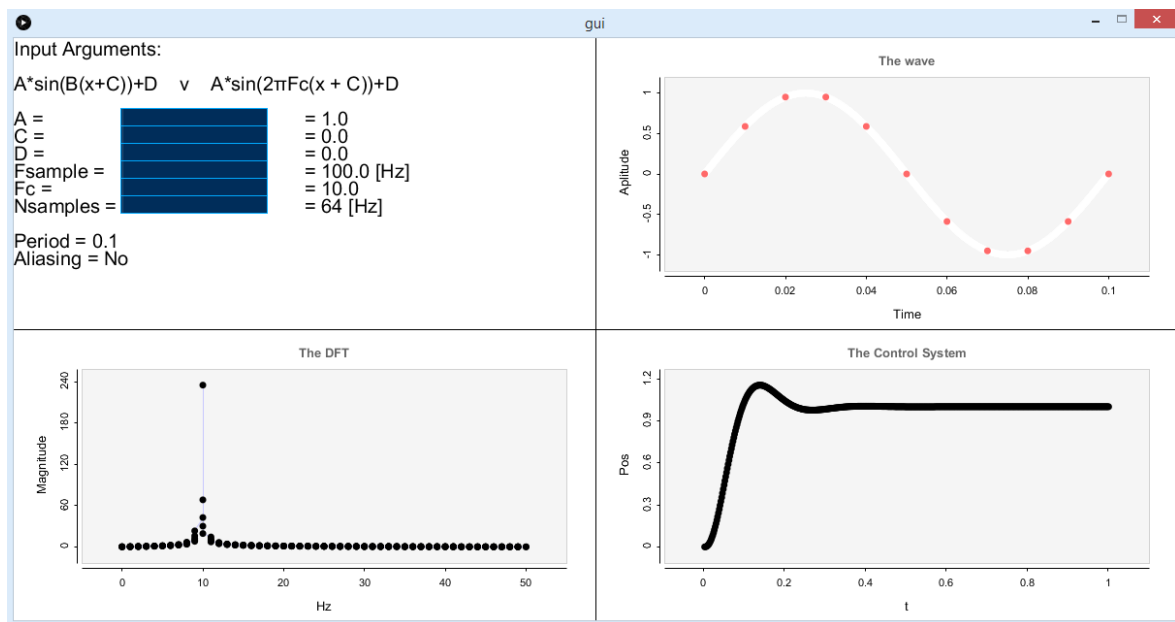 gui
Input Arguments:
A*sin(B(x+C))+D v A*sin(2πFc(x + C))+D
A = = 1.0
C = = 0.0
D = = 0.0
Fsample = = 100.0 [Hz]
Fc = = 10.0
Nsamples = = 64 [Hz]
Period = 0.1
Aliasing = No
The wave
Aplitude
1
0.5
0
-0.5
-1
0 0.02 0.04 0.06 0.08 0.1
Time
The DFT
Magnitude
240
180
120
60
0
0 10 20 30 40 50
Hz
The Control System
Pos
1.2
0.9
0.6
0.3
0
0 0.2 0.4 0.6 0.8 1
t